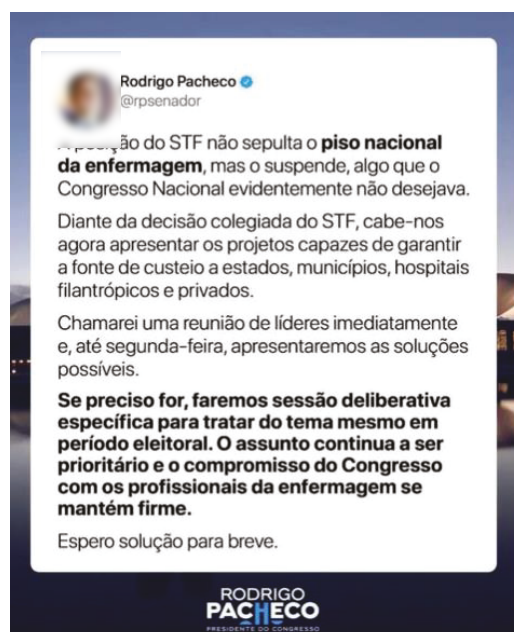 Rodrigo Pacheco
@rpsenador
ão do STF não sepulta o piso nacional
da enfermagem, mas o suspende, algo que o
Congresso Nacional evidentemente não desejava.
Diante da decisão colegiada do STF, cabe-nos
agora apresentar os projetos capazes de garantir
a fonte de custeio a estados, municípios, hospitais
filantrópicos e privados.
Chamarei uma reunião de líderes imediatamente
e, até segunda-feira, apresentaremos as soluções
possíveis.
Se preciso for, faremos sessão deliberativa
específica para tratar do tema mesmo em
período eleitoral. O assunto continua a ser
prioritário e o compromisso do Congresso
com os profissionais da enfermagem se
mantém firme.
Espero solução para breve.
RODRIGO
PACHECO
PRESIDENTE DO CONGRESSO